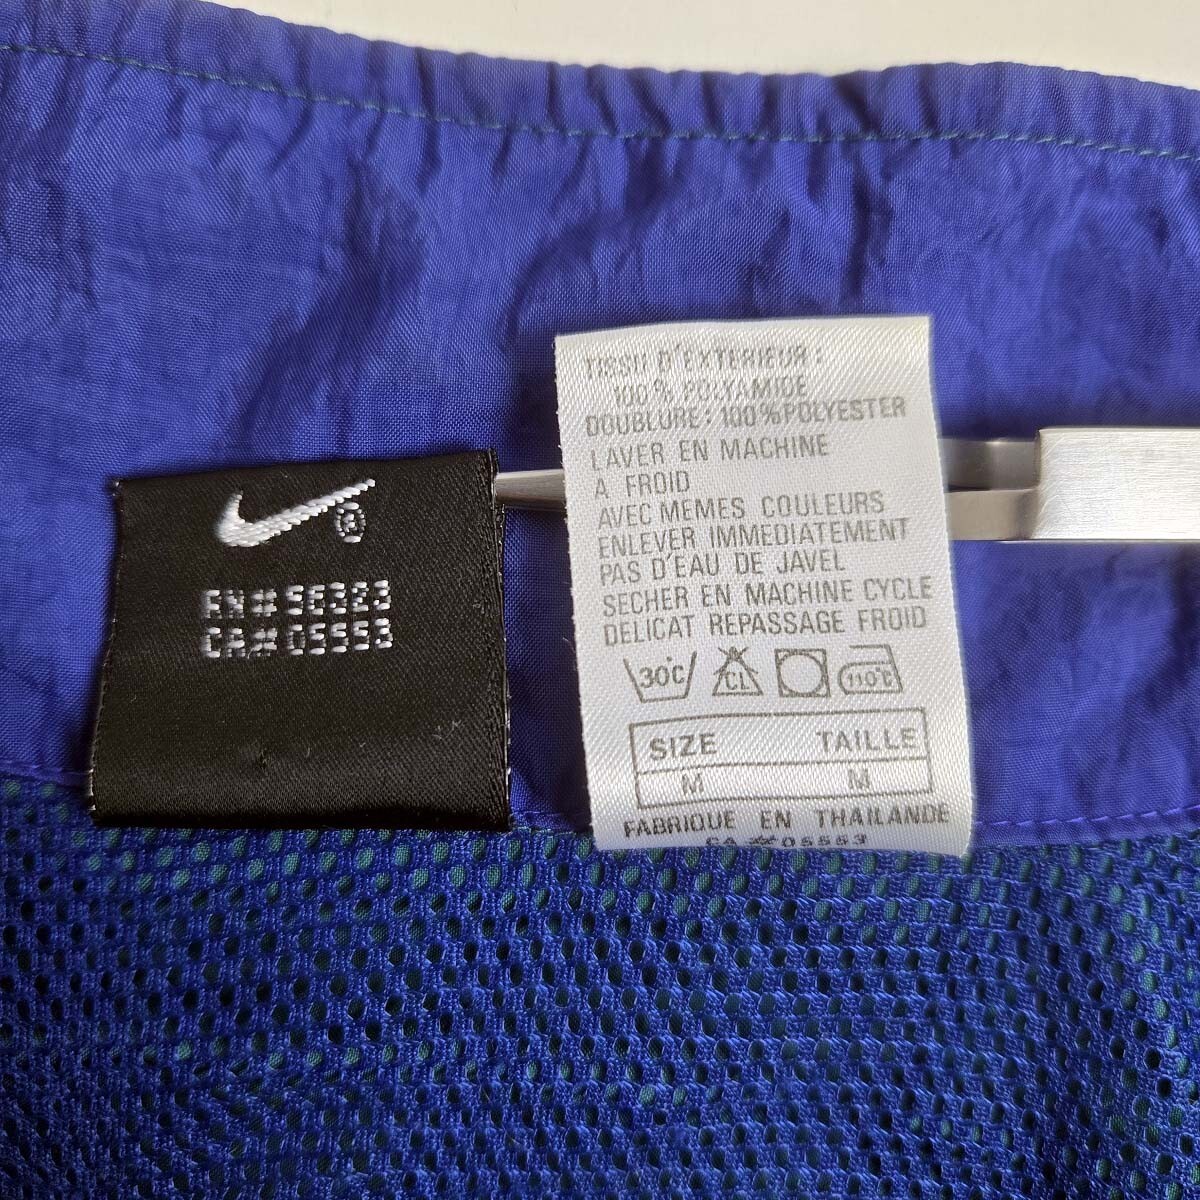 ®
RN#56323
CA#05553
TISSU D'EXTERIEUR:
100% POLYAMIDE
DOUBLURE: 100%POLYESTER
LAVER EN MACHINE
A FROID
AVEC MEMES COULEURS
ENLEVER IMMEDIATEMENT
PAS D'EAU DE JAVEL
SECHER EN MACHINE CYCLE
DELICAT REPASSAGE FROID
30°C CL 110°C
SIZE TAILLE
M M
FABRIQUE EN THAILANDE
CA#05553